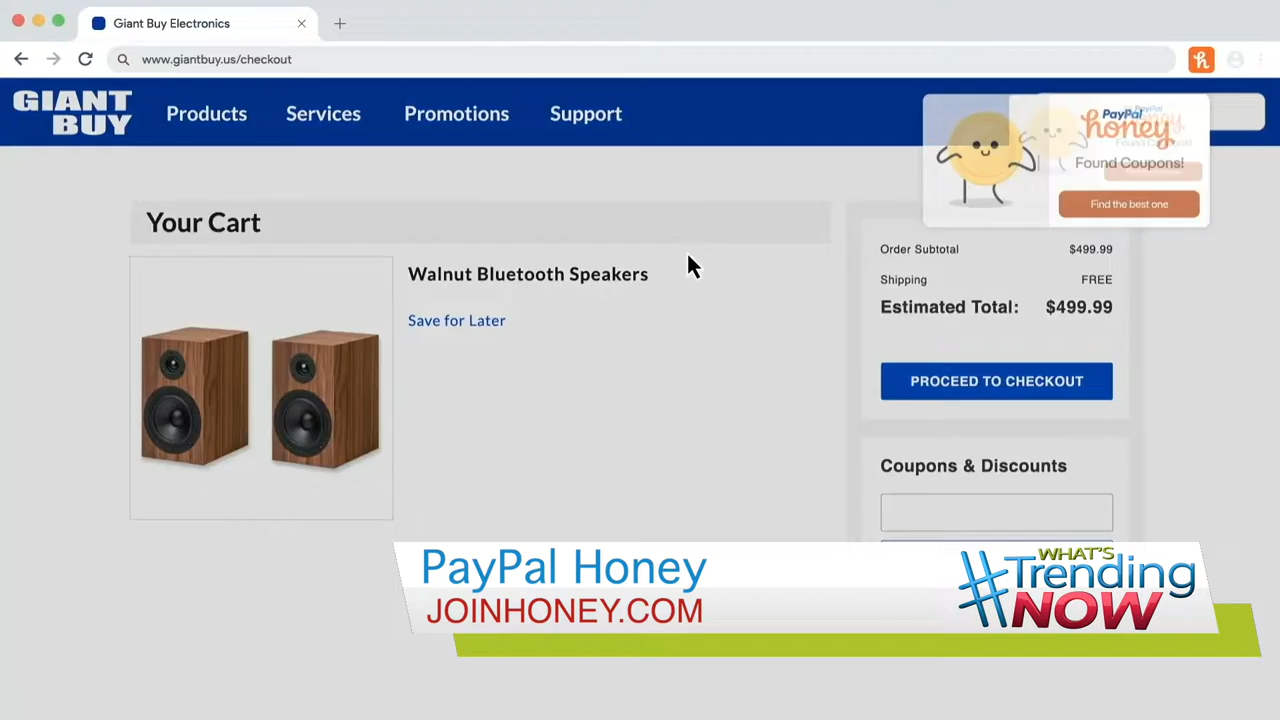 Giant Buy Electronics
www.giantbuy.us/checkout
GIANT
BUY
Products
Services
Promotions
Support
PayPal
honey
Found Coupons!
Find the best one
Your Cart
Walnut Bluetooth Speakers
Save for Later
Order Subtotal $499.99
Shipping FREE
Estimated Total: $499.99
PROCEED TO CHECKOUT
Coupons & Discounts
PayPal Honey
JOINHONEY.COM
WHAT'S
#Trending
NOW